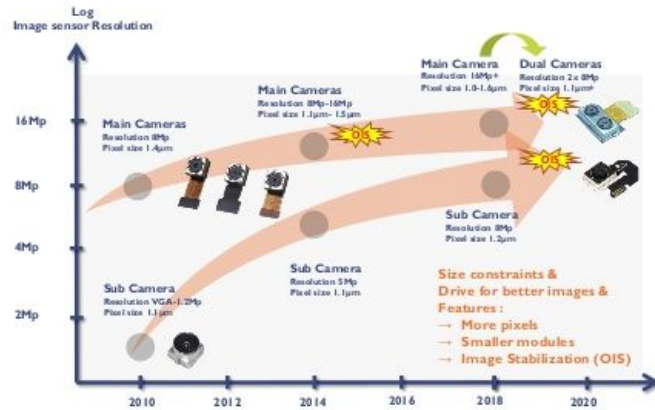 Log
Image sensor Resolution
Main Camera
Resolution 16Mp+
Pixel size 1.0-1.6µm
Dual Cameras
Resolution 2x 8Mp
Pixel size 1.1µm+
Main Cameras
Resolution 8Mp-16Mp
Pixel size 1.1µm- 1.5µm
OIS
OIS
16Mp
Main Cameras
Resolution 8Mp
Pixel size 1.4µm
OIS
8Mp
Sub Camera
Resolution 8Mp
Pixel size 1.2µm
4Mp
Sub Camera
Resolution 5Mp
Pixel size 1.1µm
Sub Camera
Resolution VGA-1.2Mp
Pixel size 1.1µm
2Mp
Size constraints &
Drive for better images &
Features :
→ More pixels
→ Smaller modules
→ Image Stabilization (OIS)
2010 2012 2014 2016 2018 2020